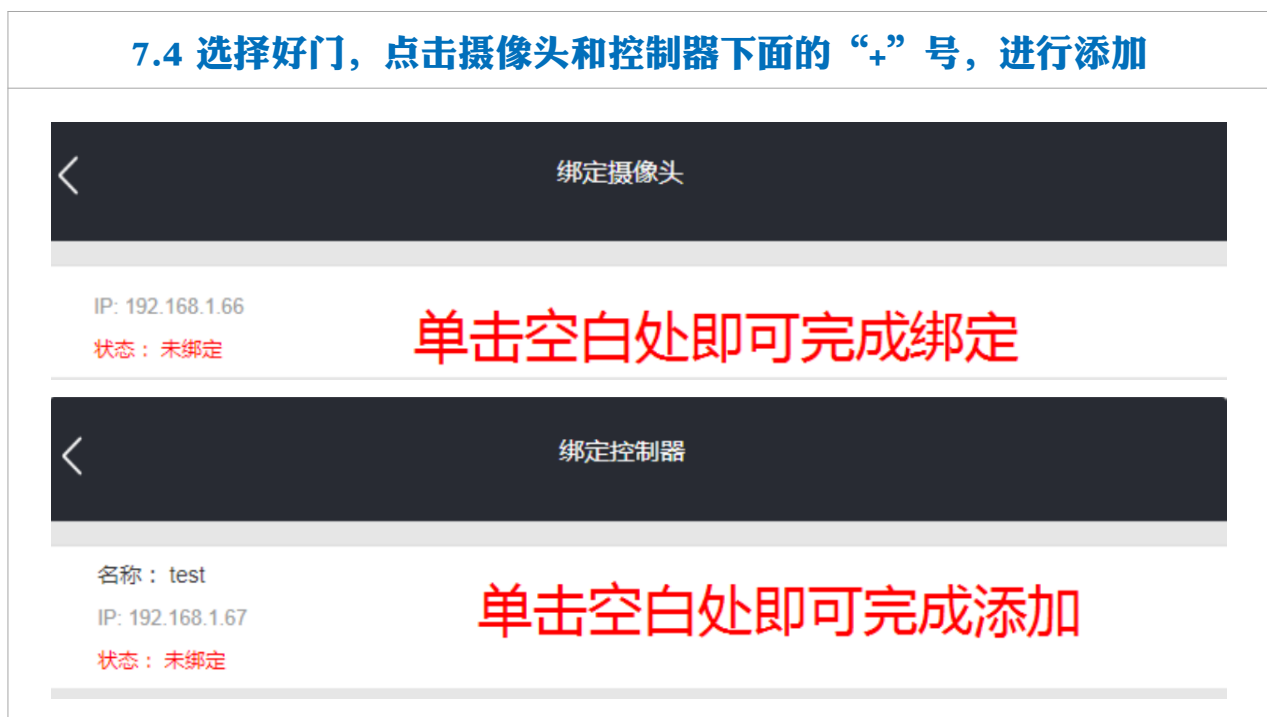 7.4 选择好门，点击摄像头和控制器下面的“+”号，进行添加
绑定摄像头
IP: 192.168.1.66
状态： 未绑定
单击空白处即可完成绑定
绑定控制器
名称： test
IP: 192.168.1.67
状态： 未绑定
单击空白处即可完成添加